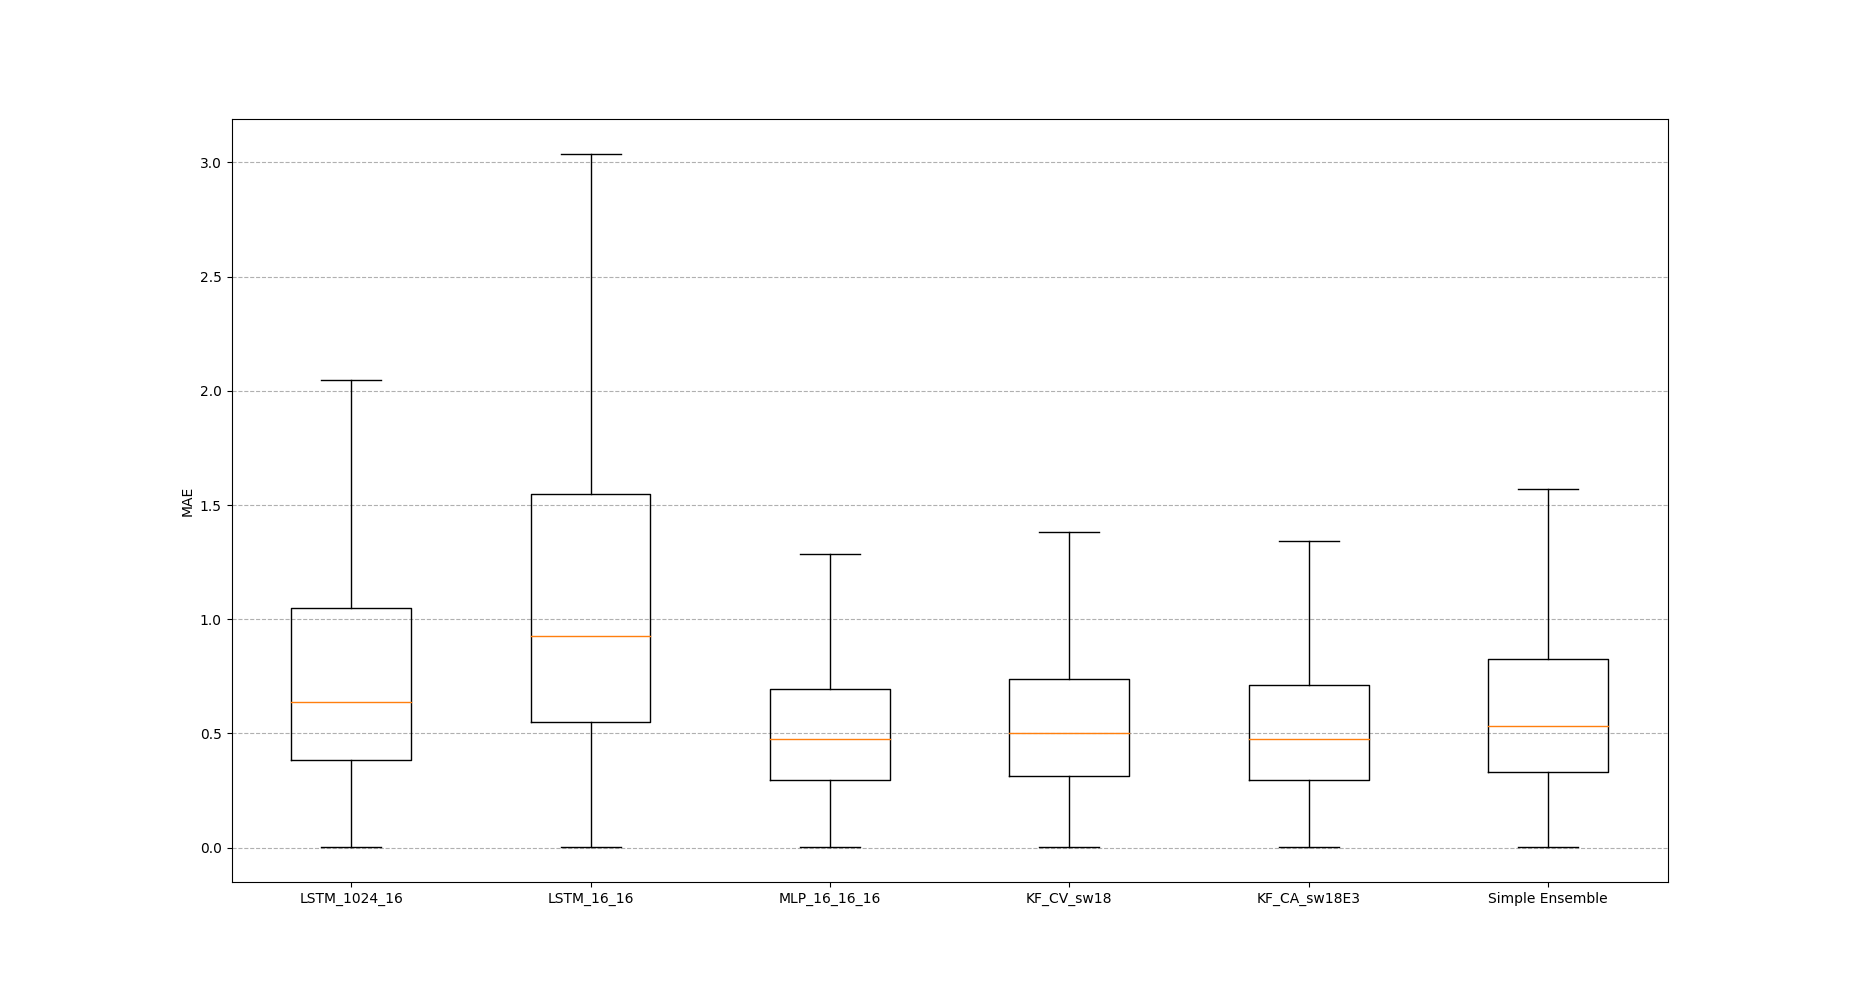 3.0
2.5
2.0
1.5
1.0
0.5
0.0
MAE
LSTM_1024_16
LSTM_16_16
MLP_16_16_16
KF_CV_sw18
KF_CA_sw18E3
Simple Ensemble